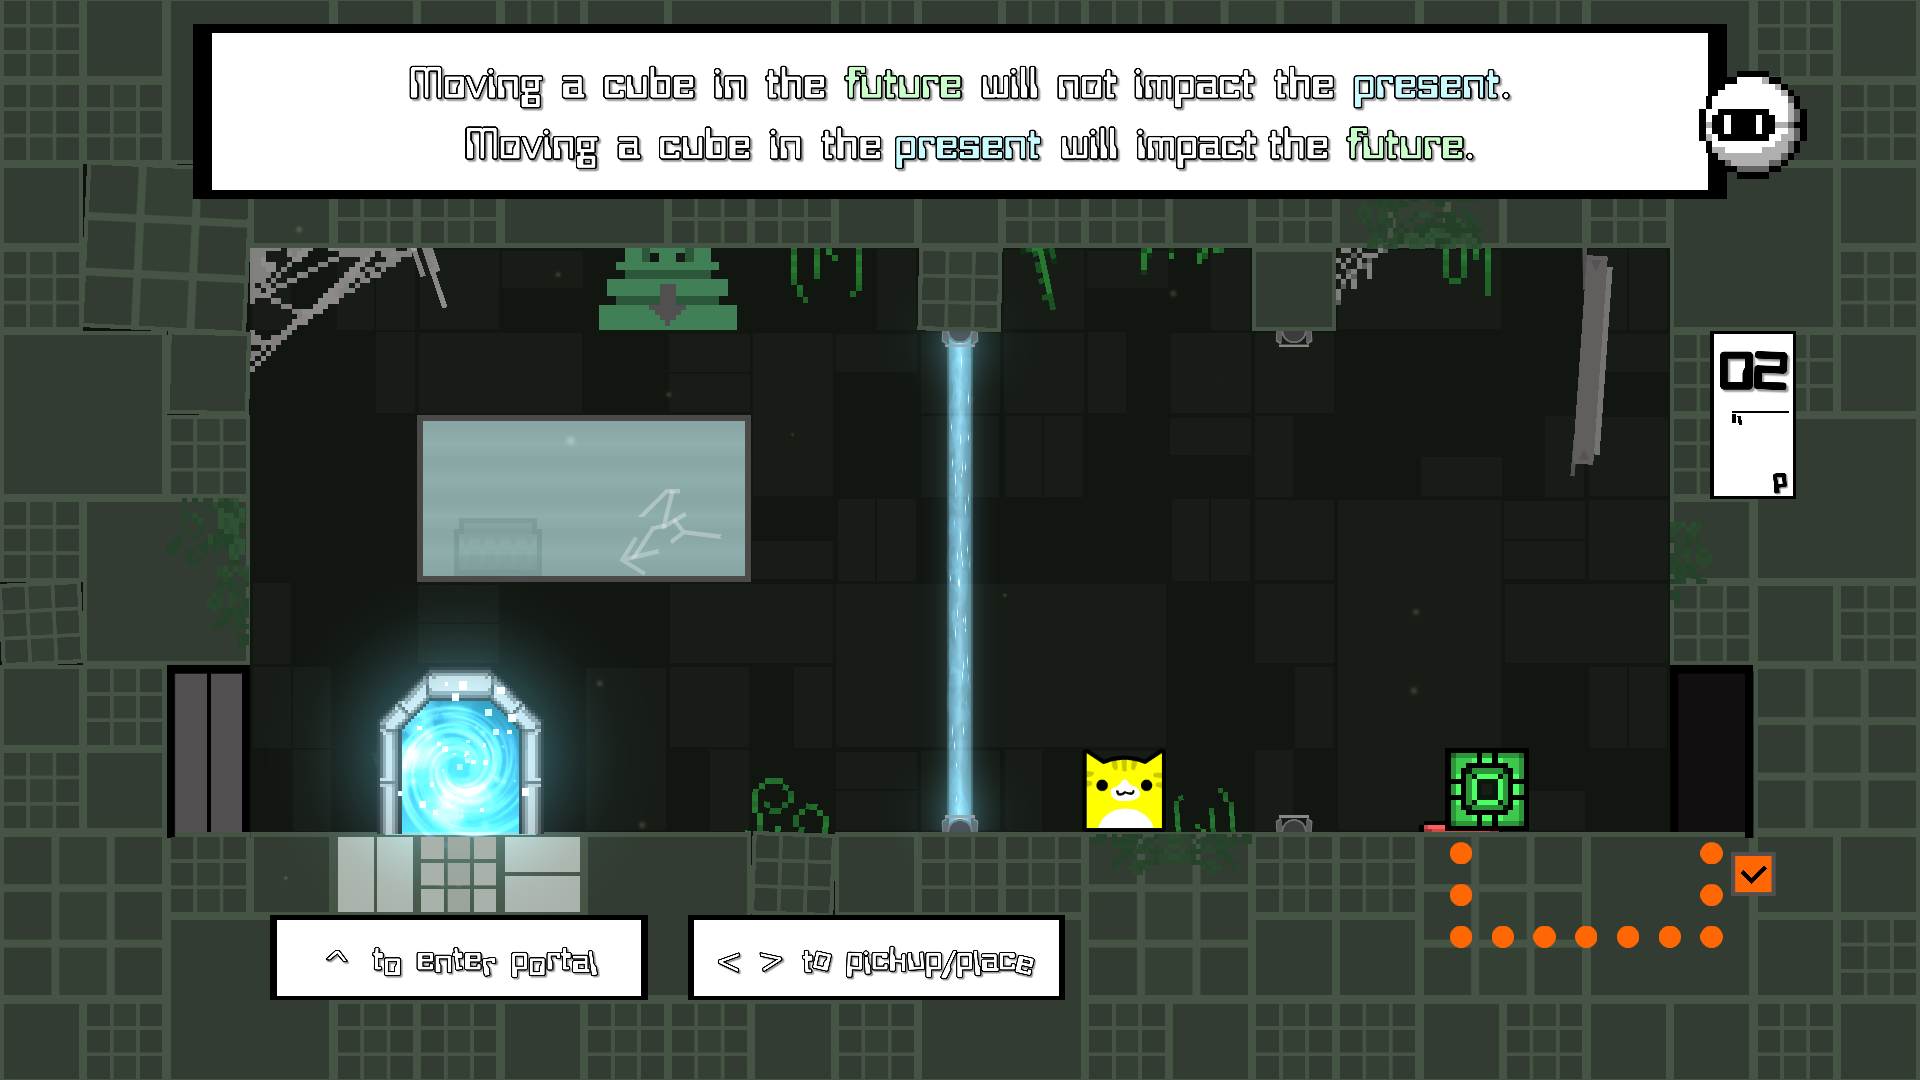 Moving a cube in the future will not impact the present.
Moving a cube in the present will impact the future.
02
P
^ to enter portal
< > to pickup/place